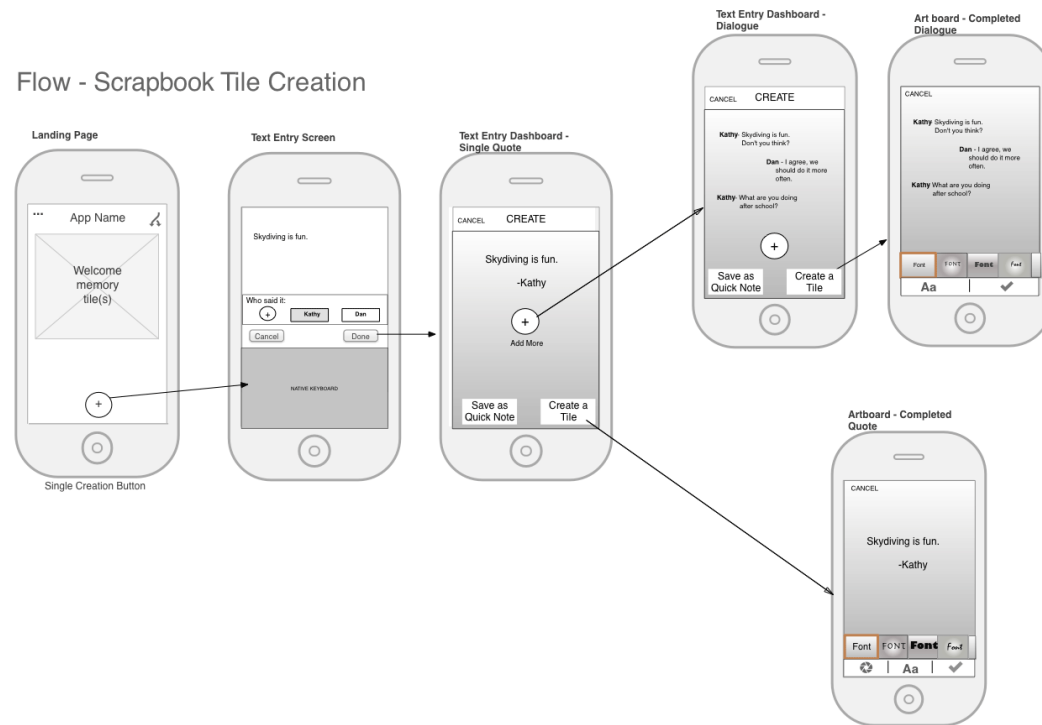 Flow - Scrapbook Tile Creation
Landing Page
...
App Name
Welcome
memory
tile(s)
+
Single Creation Button
Text Entry Screen
Skydiving is fun.
Who said it:
+ Kathy Dan
Cancel Done
NATIVE KEYBOARD
Text Entry Dashboard -
Single Quote
CANCEL CREATE
Skydiving is fun.
-Kathy
+
Add More
Save as
Quick Note
Create a
Tile
Text Entry Dashboard -
Dialogue
CANCEL CREATE
Kathy- Skydiving is fun.
Don't you think?
Dan - I agree, we
should do it more
often.
Kathy- What are you doing
after school?
+
Save as
Quick Note
Create a
Tile
Art board - Completed
Dialogue
CANCEL
Kathy- Skydiving is fun.
Don't you think?
Dan - I agree, we
should do it more
often.
Kathy What are you doing
after school?
Font FONT Font Font
Aa
Artboard - Completed
Quote
CANCEL
Skydiving is fun.
-Kathy
Font FONT Font Font
Aa